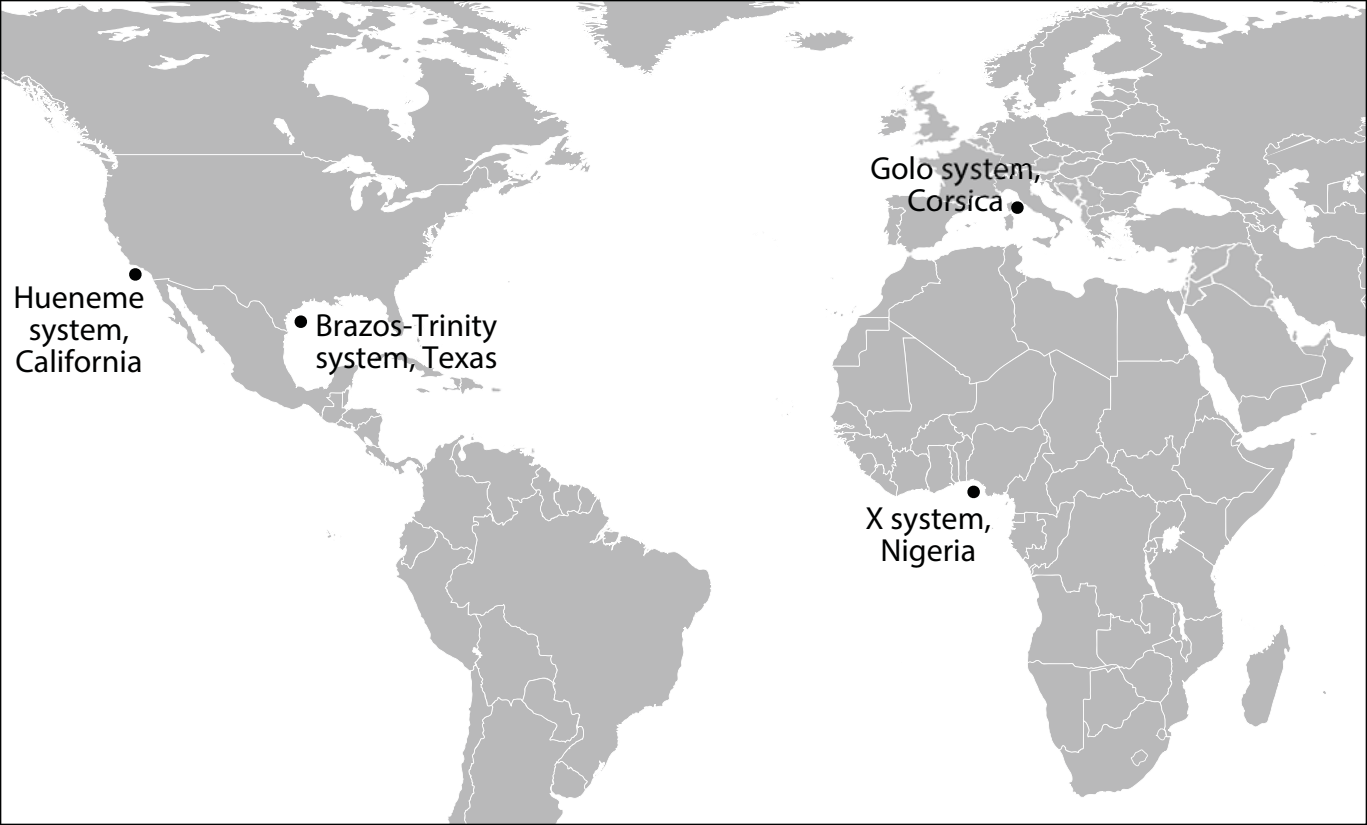 Golo system,
Corsica
Hueneme
system,
California
Brazos-Trinity
system, Texas
X system,
Nigeria